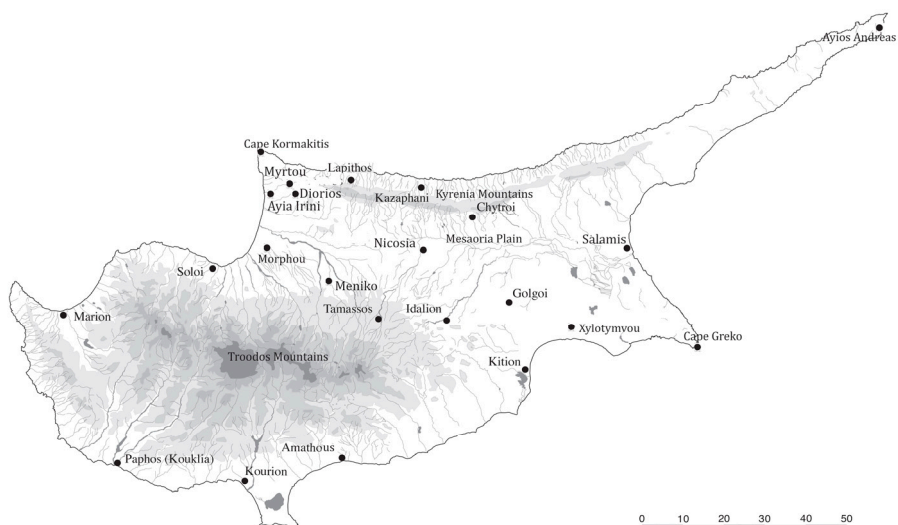 Ayios Andreas
Cape Kormakitis
Lapithos
Myrtou
Diorios
Kazaphani
Kyrenia Mountains
Ayia Irini
Chytroi
Nicosia
Mesaoria Plain
Salamis
Morphou
Soloi
Meniko
Golgoi
Tamassos
Idalion
Marion
Xylotymvou
Cape Greko
Troodos Mountains
Kition
Amathous
Paphos (Kouklia)
Kourion
0 10 20 30 40 50